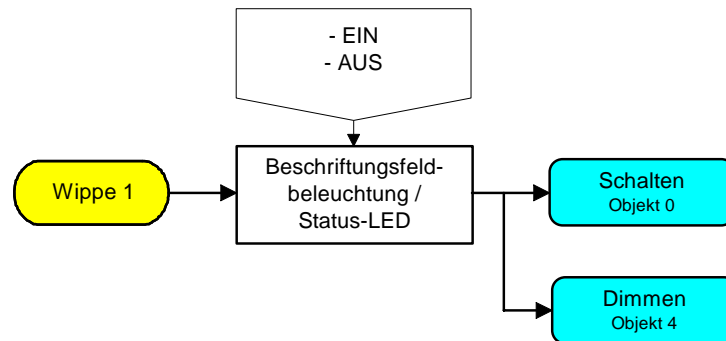 - EIN
- AUS
Wippe 1
Beschriftungsfeld-
beleuchtung /
Status-LED
Schalten
Objekt 0
Dimmen
Objekt 4